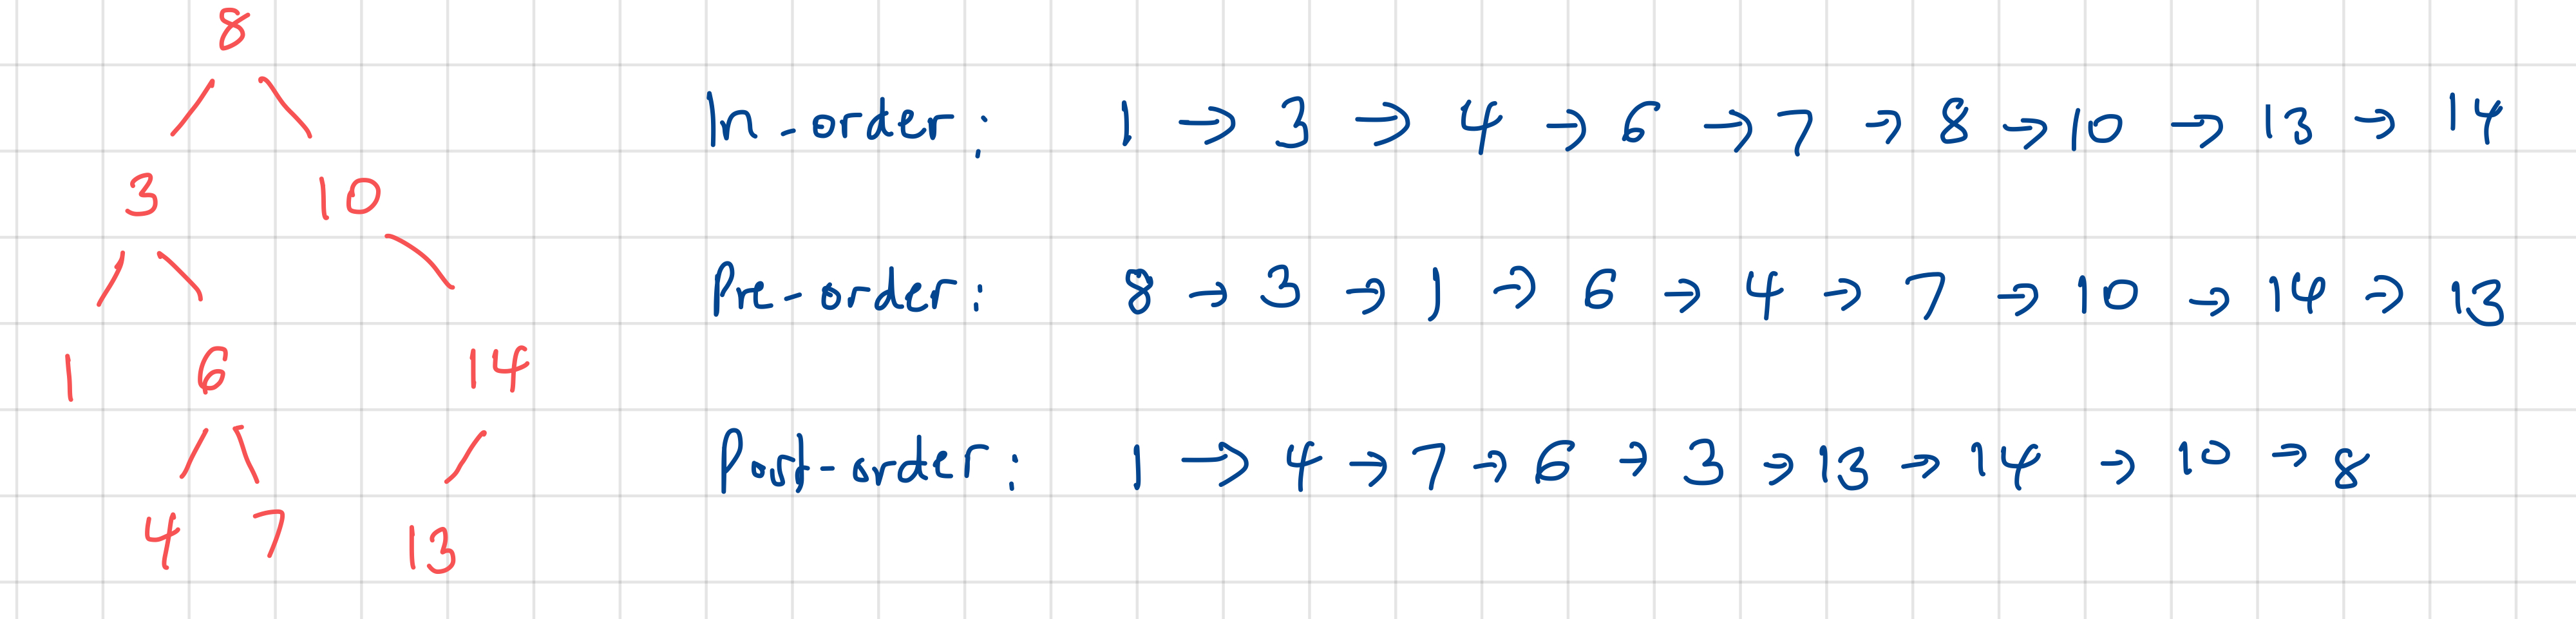 8
In-order: 1 → 3 → 4 → 6 → 7 → 8 → 10 → 13 → 14
3 10
Pre-order: 8 → 3 → 1 → 6 → 4 → 7 → 10 → 14 → 13
1 6 14
Post-order: 1 → 4 → 7 → 6 → 3 → 13 → 14 → 10 → 8
4 7 13